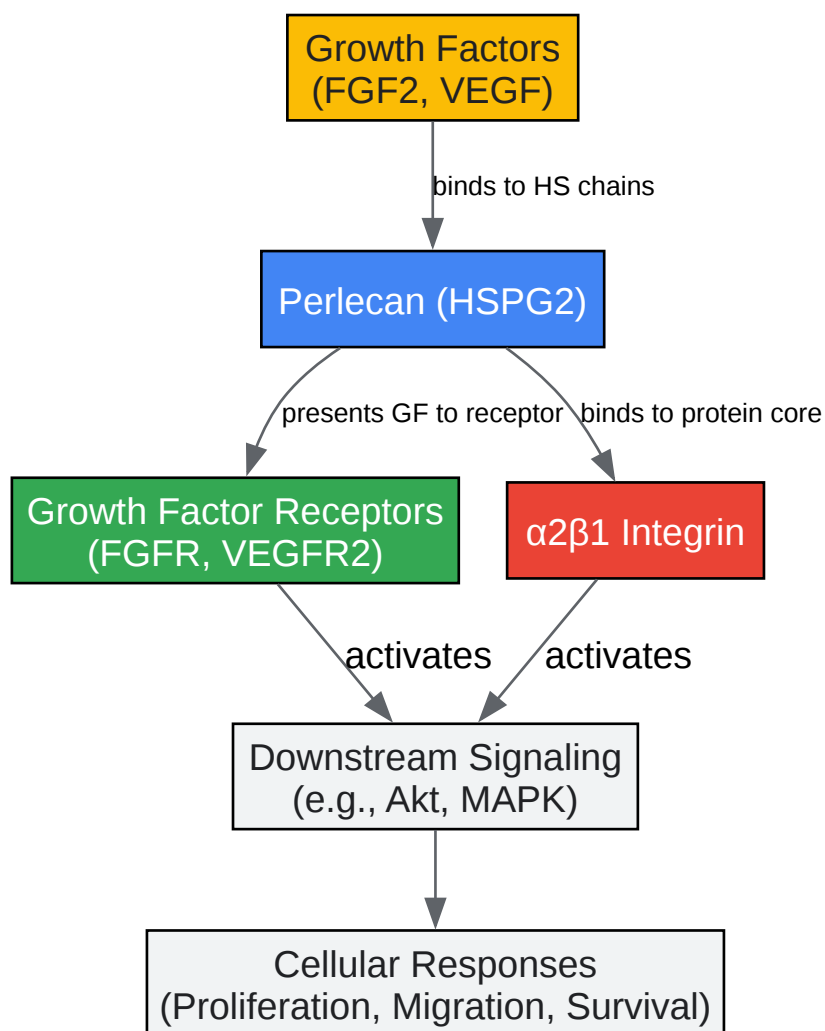 Growth Factors
(FGF2, VEGF)
binds to HS chains
Perlecan (HSPG2)
presents GF to receptor
binds to protein core
Growth Factor Receptors
(FGFR, VEGFR2)
α2β1 Integrin
activates
activates
Downstream Signaling
(e.g., Akt, MAPK)
Cellular Responses
(Proliferation, Migration, Survival)